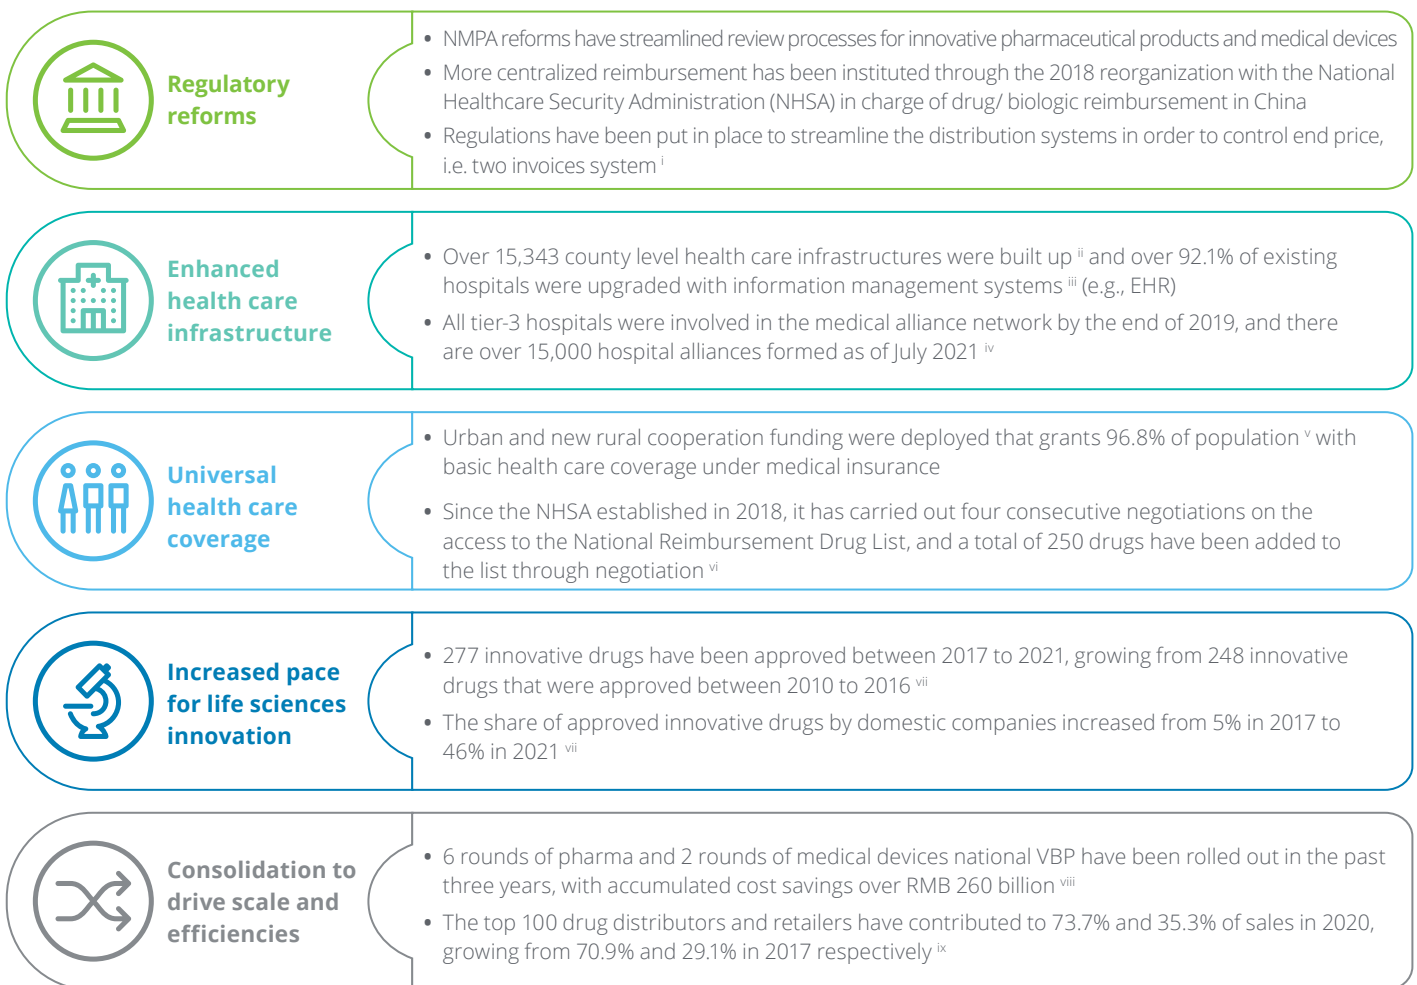 Regulatory
reforms
• NMPA reforms have streamlined review processes for innovative pharmaceutical products and medical devices
• More centralized reimbursement has been instituted through the 2018 reorganization with the National
Healthcare Security Administration (NHSA) in charge of drug/ biologic reimbursement in China
• Regulations have been put in place to streamline the distribution systems in order to control end price,
i.e. two invoices system i
Enhanced
health care
infrastructure
• Over 15,343 county level health care infrastructures were built up ii and over 92.1% of existing
hospitals were upgraded with information management systems iii (e.g., EHR)
• All tier-3 hospitals were involved in the medical alliance network by the end of 2019, and there
are over 15,000 hospital alliances formed as of July 2021 iv
Universal
health care
coverage
• Urban and new rural cooperation funding were deployed that grants 96.8% of population v with
basic health care coverage under medical insurance
• Since the NHSA established in 2018, it has carried out four consecutive negotiations on the
access to the National Reimbursement Drug List, and a total of 250 drugs have been added to
the list through negotiation vi
Increased pace
for life sciences
innovation
• 277 innovative drugs have been approved between 2017 to 2021, growing from 248 innovative
drugs that were approved between 2010 to 2016 vii
• The share of approved innovative drugs by domestic companies increased from 5% in 2017 to
46% in 2021 vii
Consolidation to
drive scale and
efficiencies
• 6 rounds of pharma and 2 rounds of medical devices national VBP have been rolled out in the past
three years, with accumulated cost savings over RMB 260 billion viii
• The top 100 drug distributors and retailers have contributed to 73.7% and 35.3% of sales in 2020,
growing from 70.9% and 29.1% in 2017 respectively ix